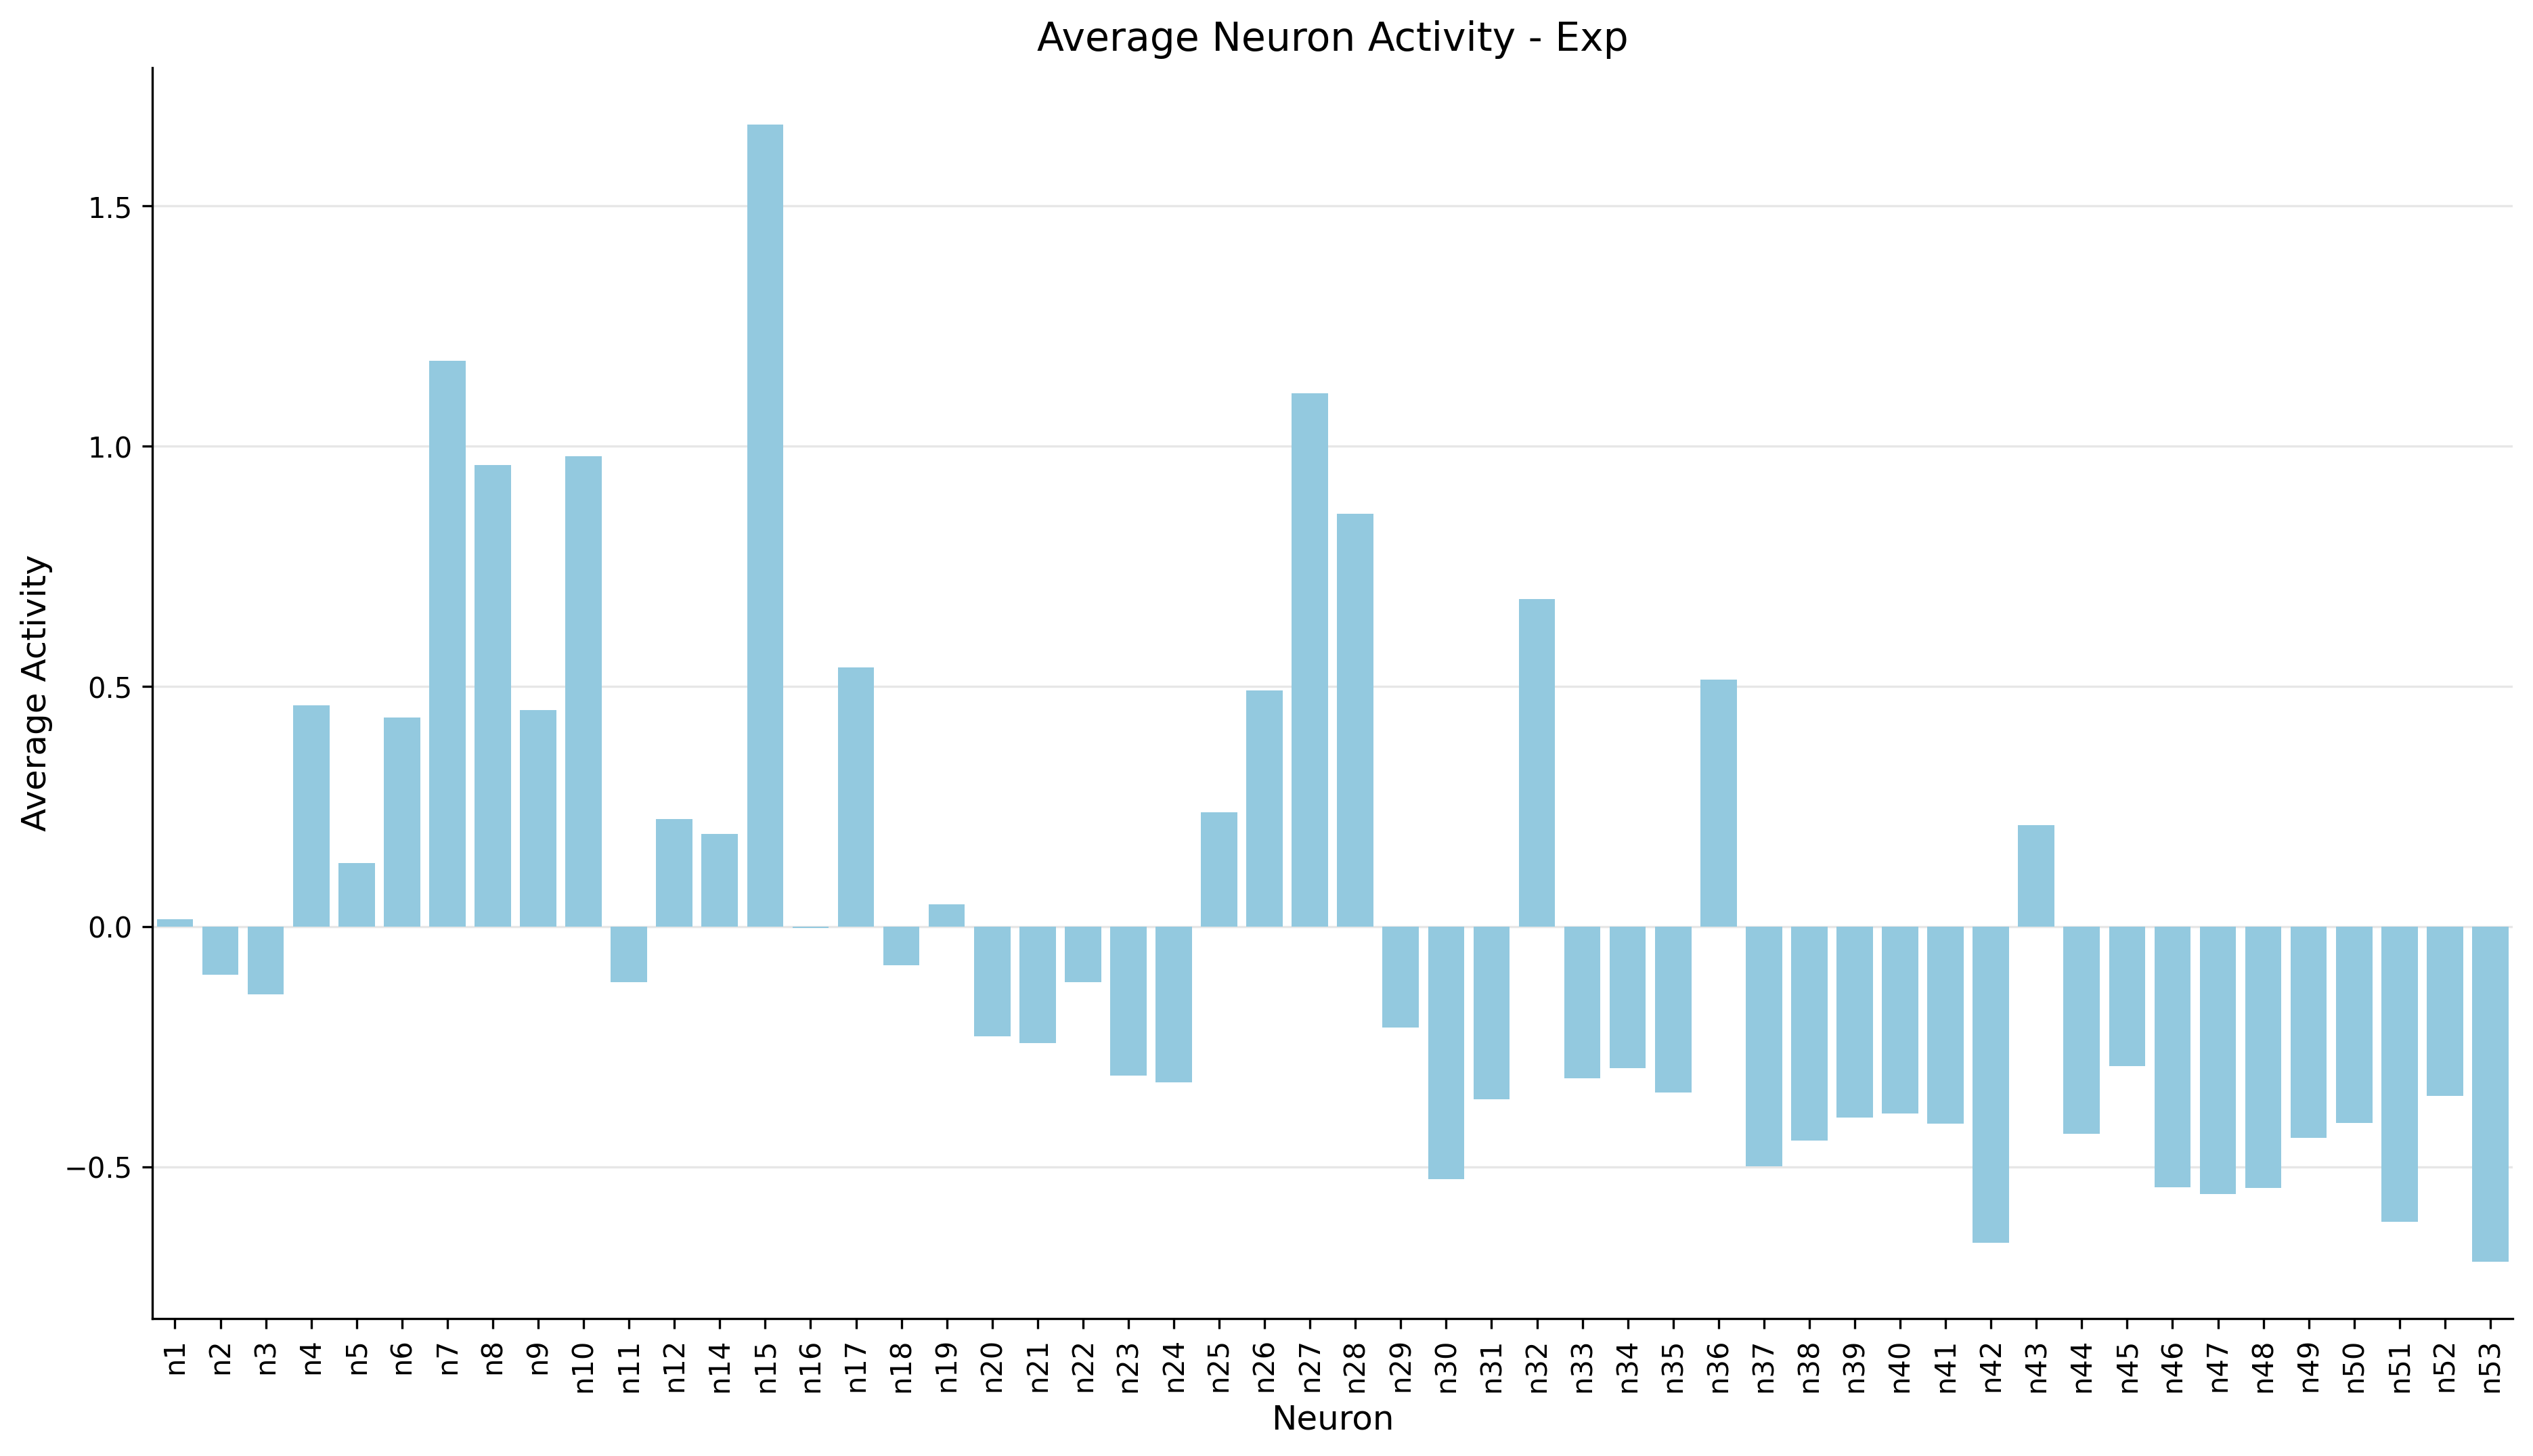 Average Neuron Activity - Exp
Average Activity
1.5
1.0
0.5
0.0
−0.5
n1 n2 n3 n4 n5 n6 n7 n8 n9 n10 n11 n12 n14 n15 n16 n17 n18 n19 n20 n21 n22 n23 n24 n25 n26 n27 n28 n29 n30 n31 n32 n33 n34 n35 n36 n37 n38 n39 n40 n41 n42 n43 n44 n45 n46 n47 n48 n49 n50 n51 n52 n53
Neuron